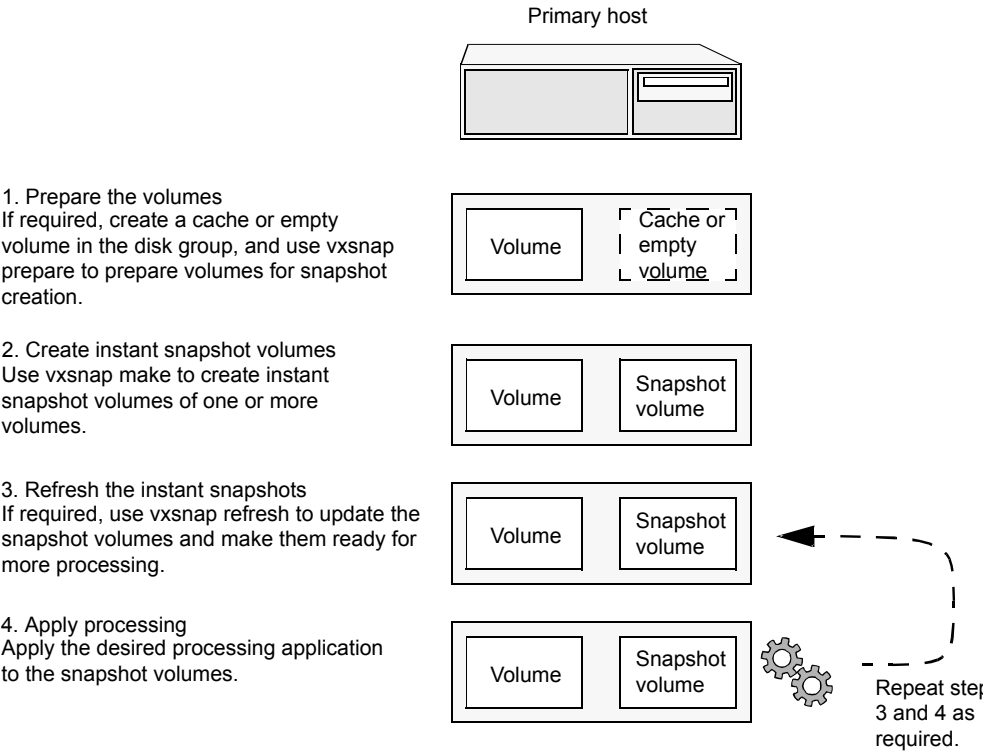 Primary host
1. Prepare the volumes
If required, create a cache or empty
volume in the disk group, and use vxsnap
prepare to prepare volumes for snapshot
creation.
Volume
Cache or
empty
volume
2. Create instant snapshot volumes
Use vxsnap make to create instant
snapshot volumes of one or more
volumes.
Volume
Snapshot
volume
3. Refresh the instant snapshots
If required, use vxsnap refresh to update the
snapshot volumes and make them ready for
more processing.
Volume
Snapshot
volume
4. Apply processing
Apply the desired processing application
to the snapshot volumes.
Volume
Snapshot
volume
Repeat step
3 and 4 as
required.